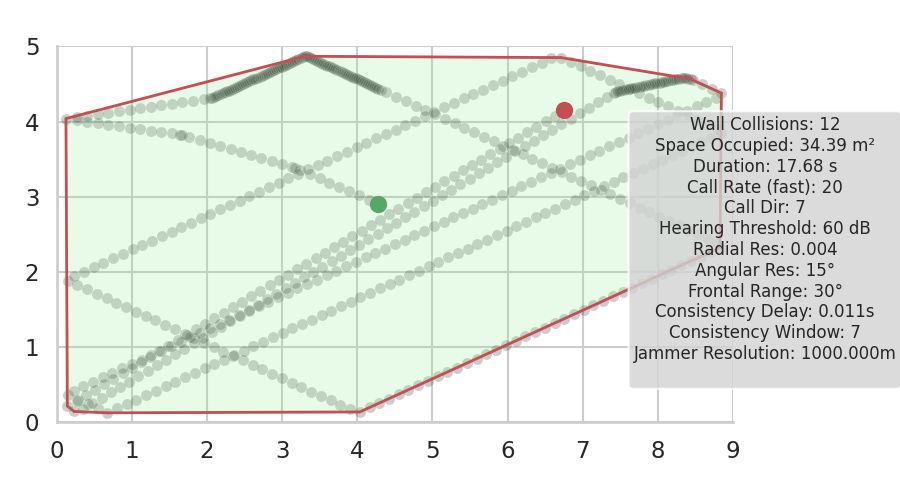 5
4
3
2
1
0
0 1 2 3 4 5 6 7 8 9
Wall Collisions: 12
Space Occupied: 34.39 m²
Duration: 17.68 s
Call Rate (fast): 20
Call Dir: 7
Hearing Threshold: 60 dB
Radial Res: 0.004
Angular Res: 15°
Frontal Range: 30°
Consistency Delay: 0.011s
Consistency Window: 7
Jammer Resolution: 1000.000m